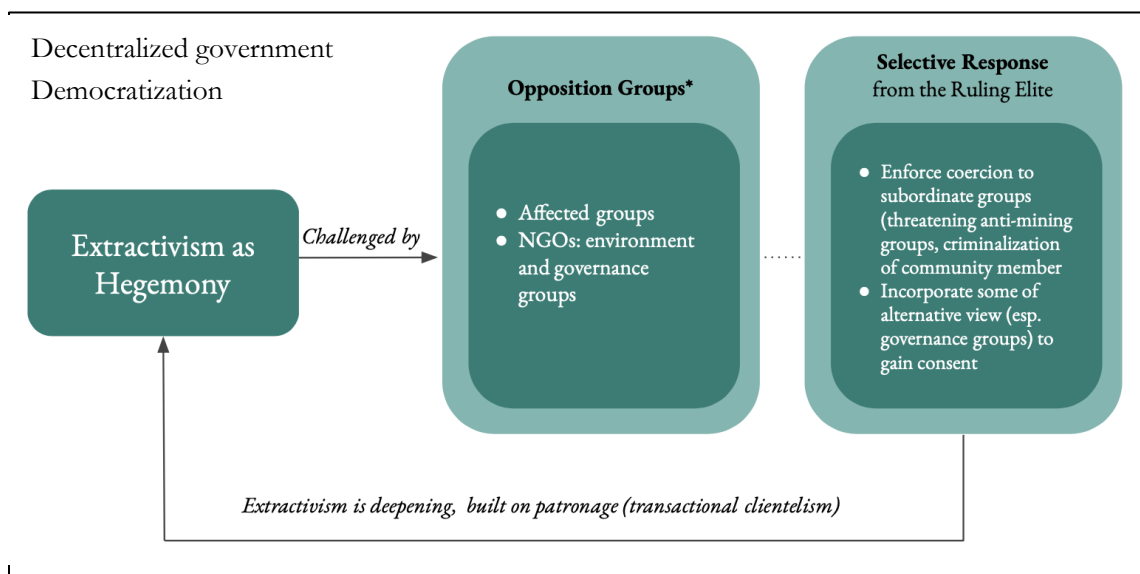 Decentralized government
Democratization
Extractivism as
Hegemony
Challenged by
Opposition Groups*
● Affected groups
● NGOs: environment
and governance
groups
Selective Response
from the Ruling Elite
● Enforce coercion to
subordinate groups
(threatening anti-mining
groups, criminalization
of community member
● Incorporate some of
alternative view (esp.
governance groups) to
gain consent
Extractivism is deepening, built on patronage (transactional clientelism)